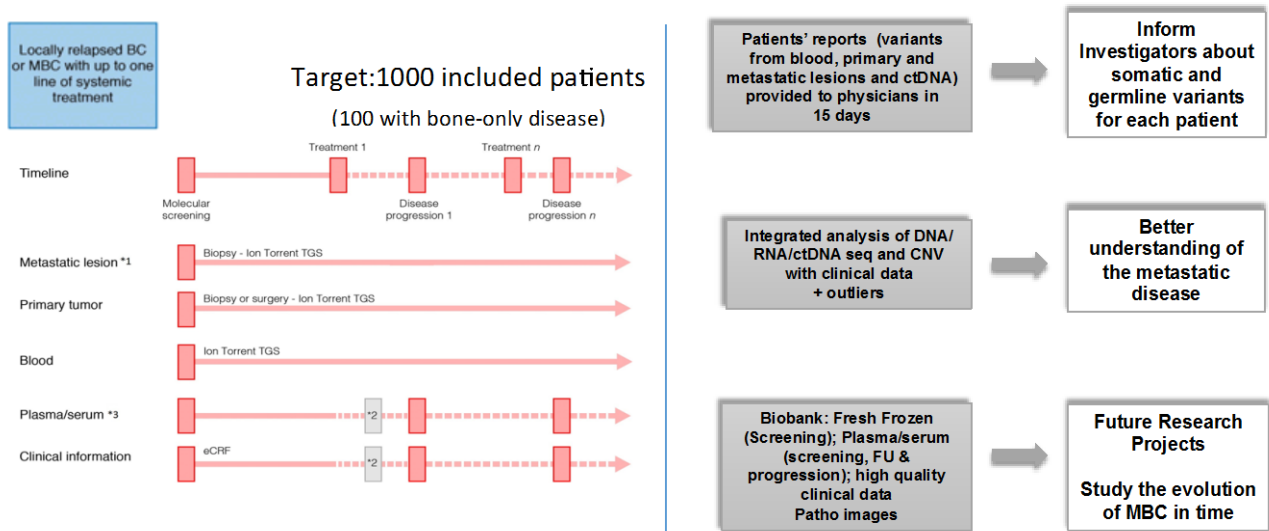 Locally relapsed BC
or MBC with up to one
line of systemic
treatment
Target:1000 included patients
(100 with bone-only disease)
Treatment 1
Treatment n
Timeline
Molecular
screening
Disease
progression 1
Disease
progression n
Metastatic lesion *1
Biopsy - Ion Torrent TGS
Primary tumor
Biopsy or surgery - Ion Torrent TGS
Blood
Ion Torrent TGS
Plasma/serum *3
*2
Clinical information
eCRF
*2
Patients' reports (variants
from blood, primary and
metastatic lesions and ctDNA)
provided to physicians in
15 days
Inform
Investigators about
somatic and
germline variants
for each patient
Integrated analysis of DNA/
RNA/ctDNA seq and CNV
with clinical data
+ outliers
Better
understanding of
the metastatic
disease
Biobank: Fresh Frozen
(Screening); Plasma/serum
(screening, FU &
progression); high quality
clinical data
Patho images
Future Research
Projects
Study the evolution
of MBC in time